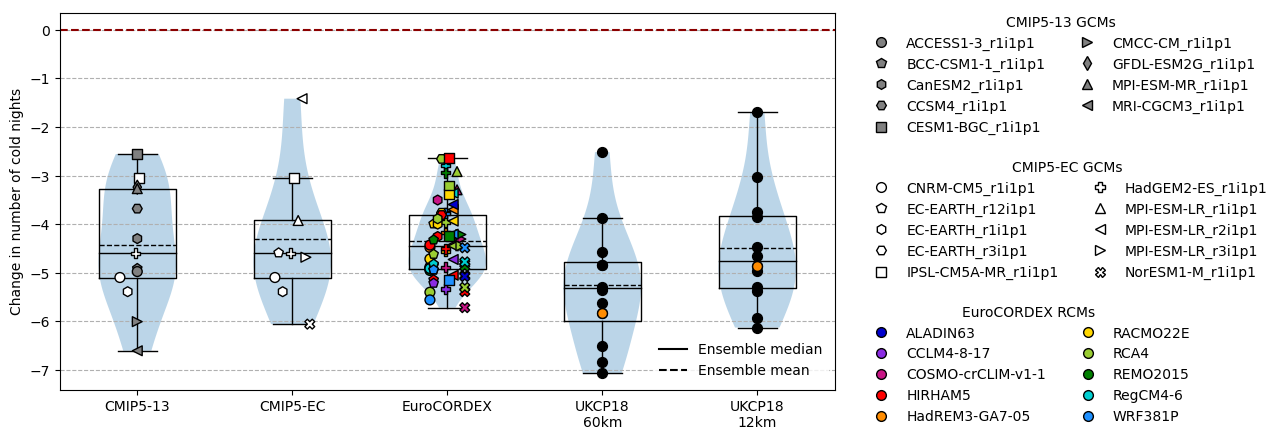 Change in number of cold nights
0
−1
−2
−3
−4
−5
−6
−7
CMIP5-13
CMIP5-EC
EuroCORDEX
UKCP18
60km
UKCP18
12km
Ensemble median
Ensemble mean
CMIP5-13 GCMs
ACCESS1-3_r1i1p1
BCC-CSM1-1_r1i1p1
CanESM2_r1i1p1
CCSM4_r1i1p1
CESM1-BGC_r1i1p1
CMCC-CM_r1i1p1
GFDL-ESM2G_r1i1p1
MPI-ESM-MR_r1i1p1
MRI-CGCM3_r1i1p1
CMIP5-EC GCMs
CNRM-CM5_r1i1p1
EC-EARTH_r12i1p1
EC-EARTH_r1i1p1
EC-EARTH_r3i1p1
IPSL-CM5A-MR_r1i1p1
HadGEM2-ES_r1i1p1
MPI-ESM-LR_r1i1p1
MPI-ESM-LR_r2i1p1
MPI-ESM-LR_r3i1p1
NorESM1-M_r1i1p1
EuroCORDEX RCMs
ALADIN63
CCLM4-8-17
COSMO-crCLIM-v1-1
HIRHAM5
HadREM3-GA7-05
RACMO22E
RCA4
REMO2015
RegCM4-6
WRF381P